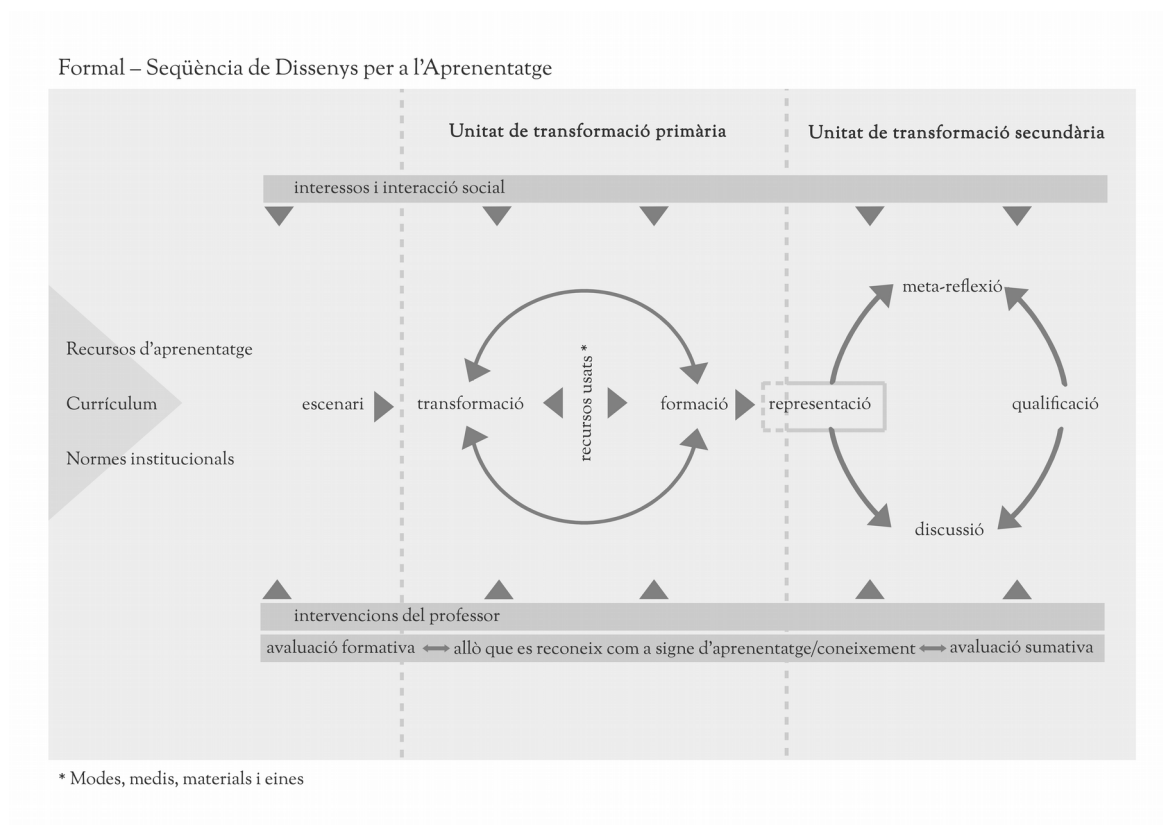 Formal – Seqüència de Dissenys per a l'Aprenentatge
Unitat de transformació primària
Unitat de transformació secundària
interessos i interacció social
meta-reflexió
Recursos d'aprenentatge
Currículum
Normes institucionals
escenari
transformació
recursos usats *
formació
representació
qualificació
discussió
intervencions del professor
avaluació formativa
allò que es reconeix com a signe d'aprenentatge/coneixement
avaluació sumativa
* Modes, medis, materials i eines